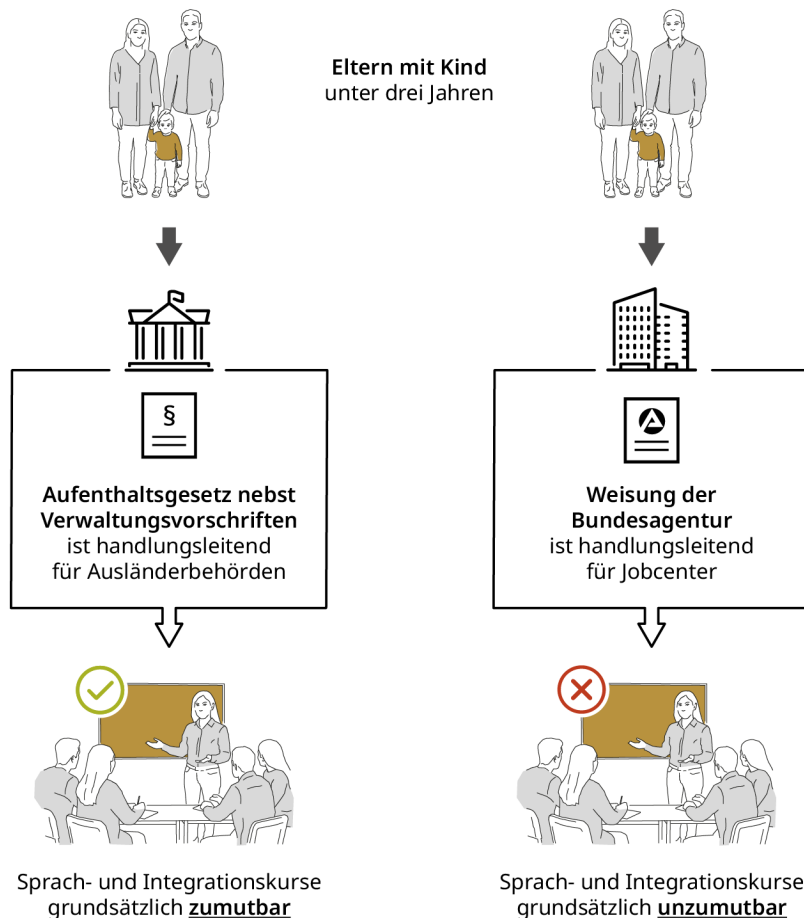 Eltern mit Kind
unter drei Jahren
§
Aufenthaltsgesetz nebst
Verwaltungsvorschriften
ist handlungsleitend
für Ausländerbehörden
Weisung der
Bundesagentur
ist handlungsleitend
für Jobcenter
Sprach- und Integrationskurse
grundsätzlich zumutbar
Sprach- und Integrationskurse
grundsätzlich unzumutbar